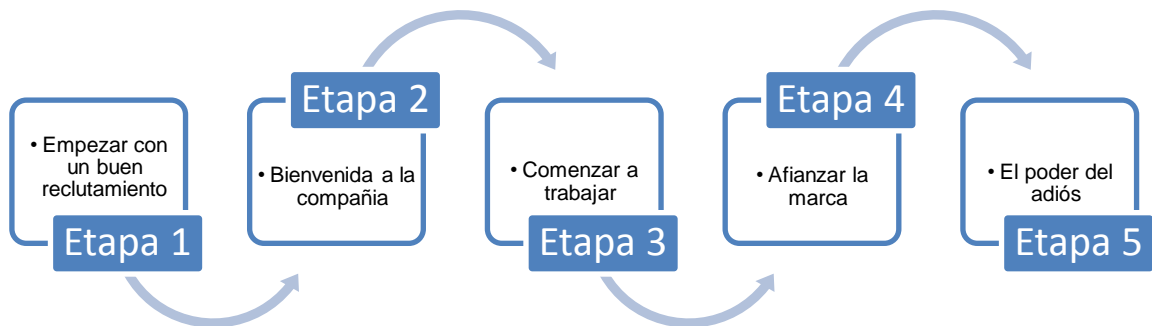 • Empezar con
un buen
reclutamiento
Etapa 1
Etapa 2
• Bienvenida a la
compañia
• Comenzar a
trabajar
Etapa 3
Etapa 4
• Afianzar la
marca
• El poder del
adiós
Etapa 5